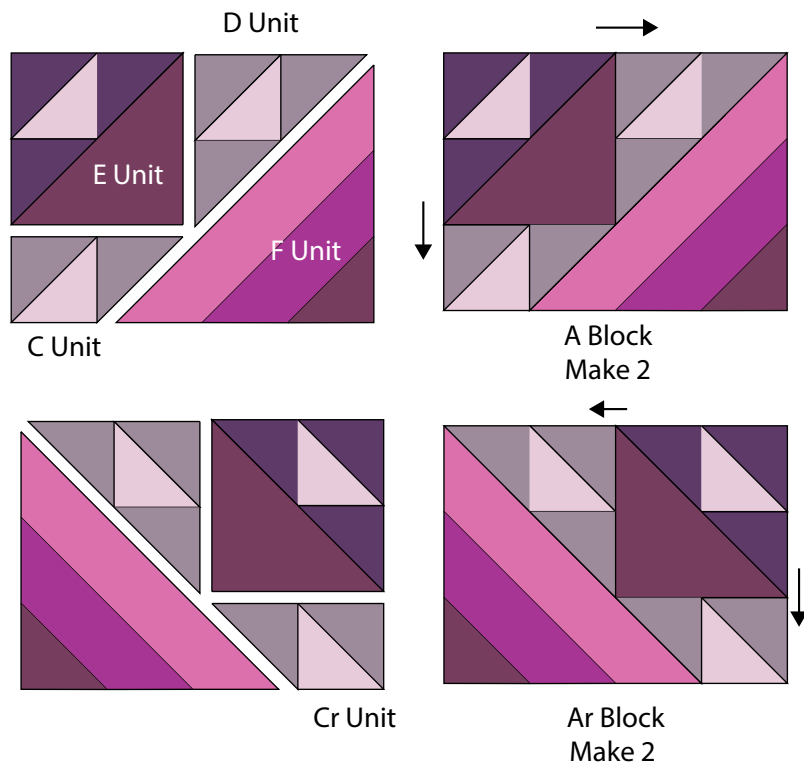 D Unit
E Unit
F Unit
C Unit
A Block
Make 2
Cr Unit
Ar Block
Make 2